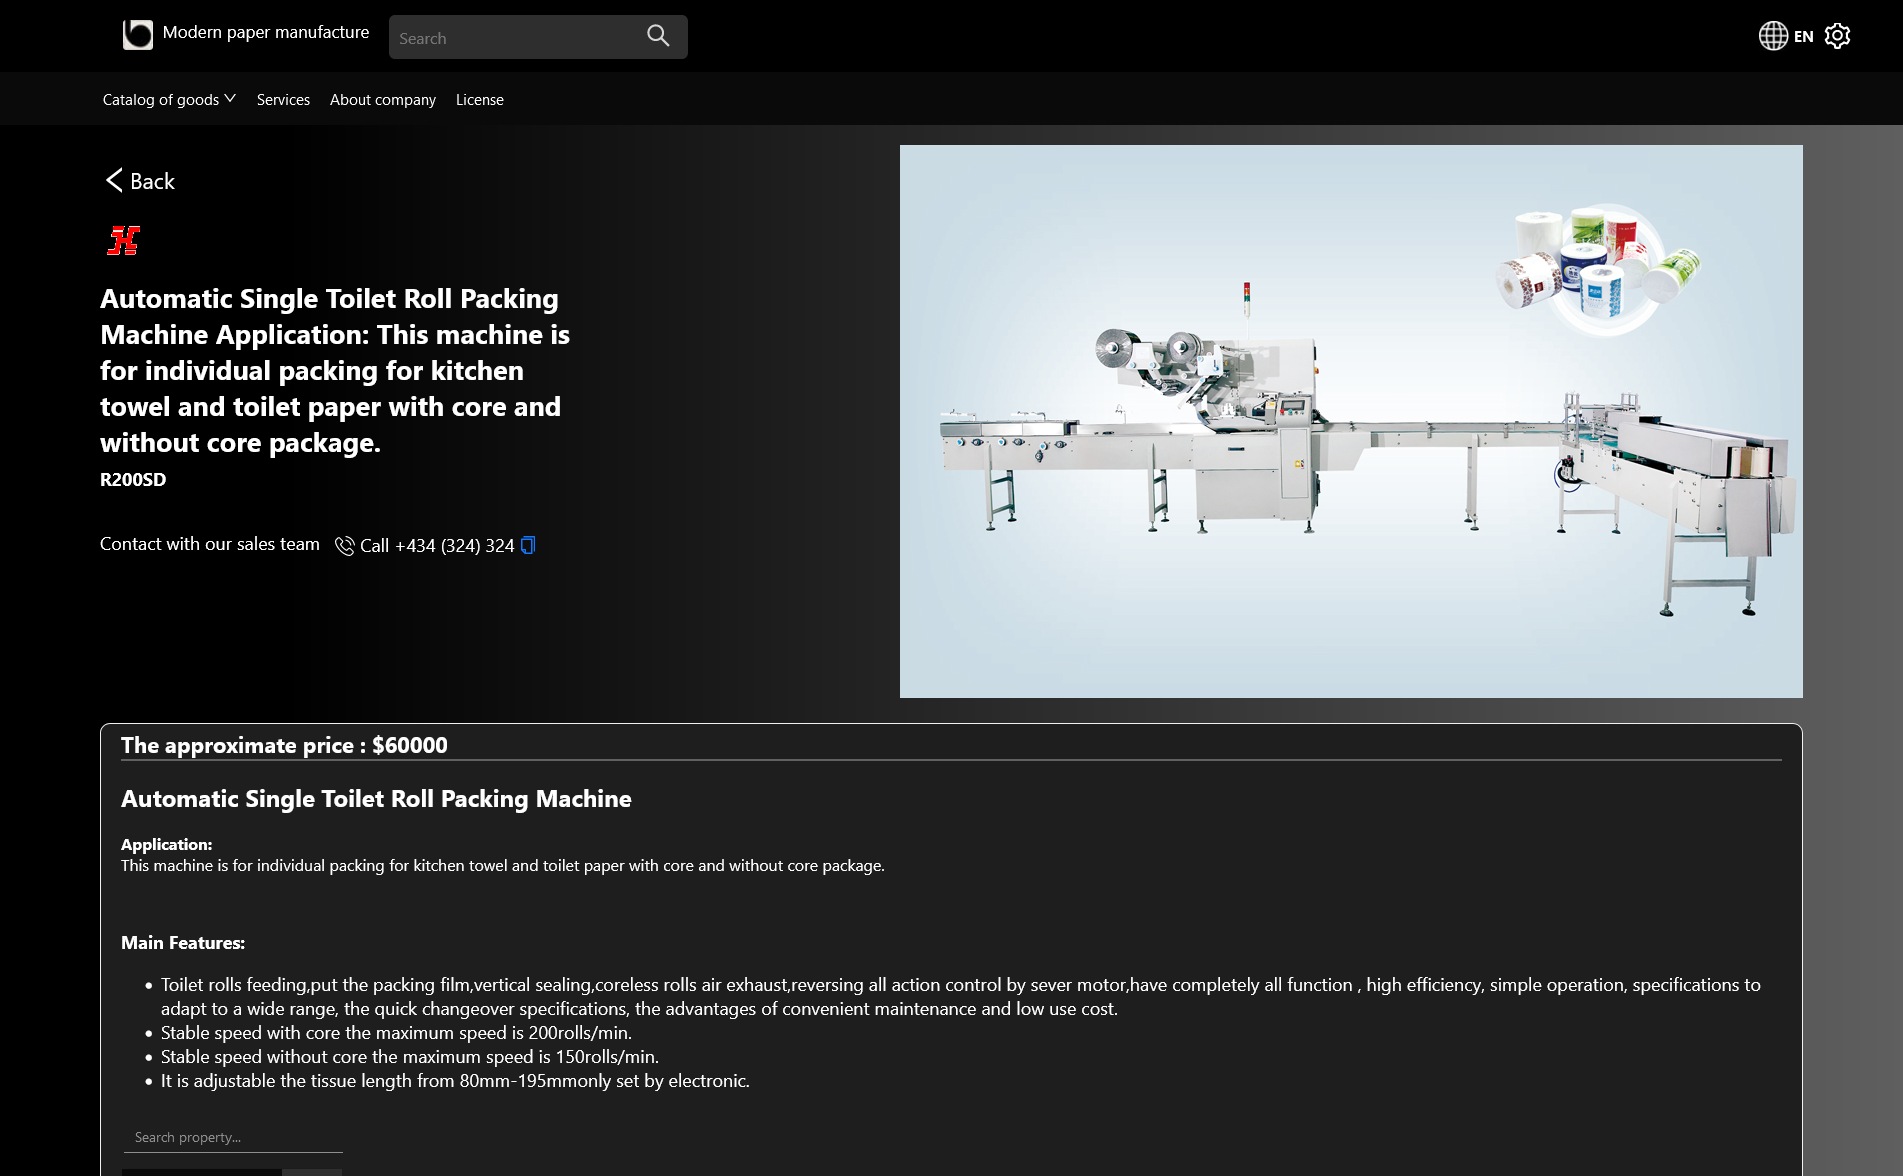 Modern paper manufacture
Search
EN
Catalog of goods
Services
About company
License
Back
Automatic Single Toilet Roll Packing
Machine Application: This machine is
for individual packing for kitchen
towel and toilet paper with core and
without core package.
R200SD
Contact with our sales team
Call +434 (324) 324
The approximate price : $60000
Automatic Single Toilet Roll Packing Machine
Application:
This machine is for individual packing for kitchen towel and toilet paper with core and without core package.
Main Features:
Toilet rolls feeding,put the packing film,vertical sealing,coreless rolls air exhaust,reversing all action control by sever motor,have completely all function , high efficiency, simple operation, specifications to
adapt to a wide range, the quick changeover specifications, the advantages of convenient maintenance and low use cost.
Stable speed with core the maximum speed is 200rolls/min.
Stable speed without core the maximum speed is 150rolls/min.
It is adjustable the tissue length from 80mm-195mmonly set by electronic.
Search property...